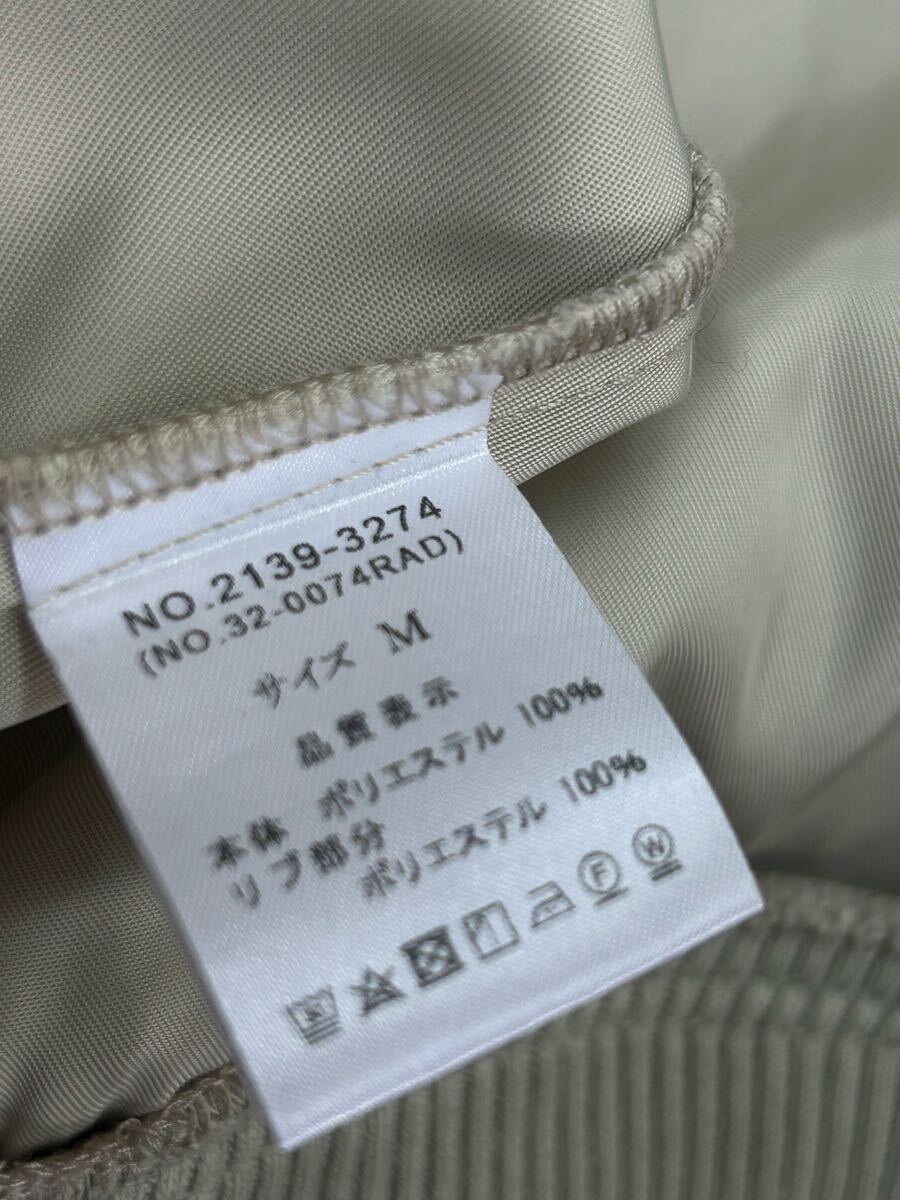 NO.2139-3274
(NO.32-0074RAD)
サイズ M
品質表示
本体 ポリエステル 100%
リブ部分
ポリエステル 100%
F W